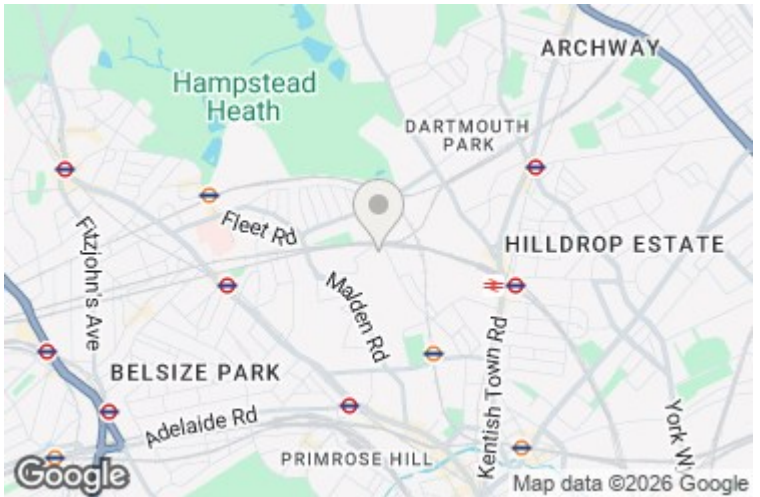 ARCHWAY
Hampstead
Heath
DARTMOUTH
PARK
Fleet Rd
Fitzjohn's Ave
HILLDROP ESTATE
Malden Rd
Kentish Town Rd
BELSIZE PARK
Adelaide Rd
York W
PRIMROSE HILL
Google
Map data ©2026 Google